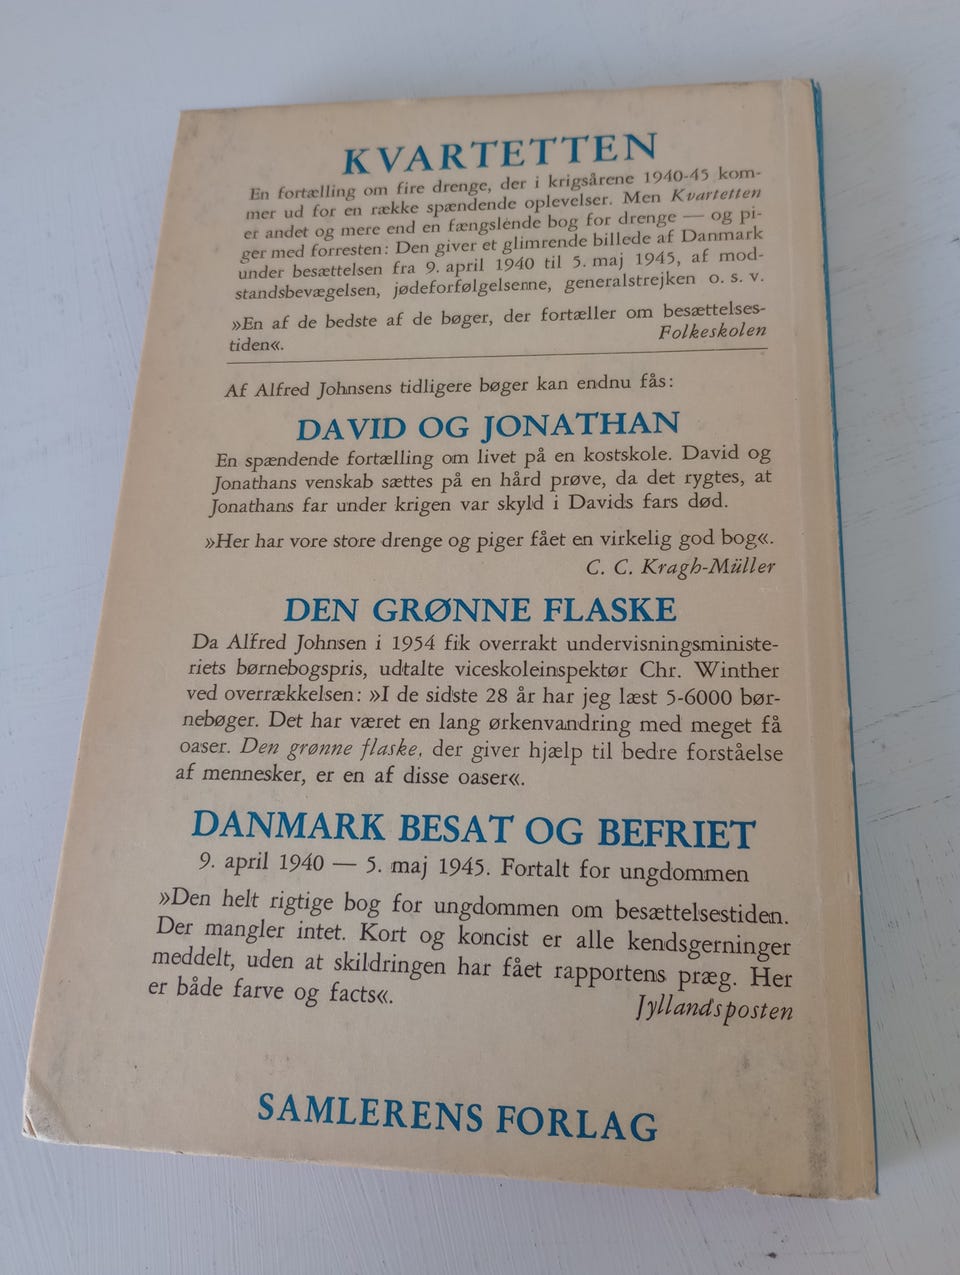 KVARTETTEN
En fortælling om fire drenge, der i krigsårene 1940-45 kom-
mer ud for en række spændende oplevelser. Men Kvartetten
er andet og mere end en fængslende bog for drenge — og pi-
ger med forresten: Den giver et glimrende billede af Danmark
under besættelsen fra 9. april 1940 til 5. maj 1945, af mod-
standsbevægelsen, jødeforfølgelsenne, generalstrejken o. s. v.
»En af de bedste af de bøger, der fortæller om besættelses-
tiden«. Folkeskolen
Af Alfred Johnsens tidligere bøger kan endnu fås:
DAVID OG JONATHAN
En spændende fortælling om livet på en kostskole. David og
Jonathans venskab sættes på en hård prøve, da det rygtes, at
Jonathans far under krigen var skyld i Davids fars død.
»Her har vore store drenge og piger fået en virkelig god bog«.
C. C. Kragh-Müller
DEN GRØNNE FLASKE
Da Alfred Johnsen i 1954 fik overrakt undervisningsministe-
riets børnebogspris, udtalte viceskoleinspektør Chr. Winther
ved overrækkelsen: »I de sidste 28 år har jeg læst 5-6000 bør-
nebøger. Det har været en lang ørkenvandring med meget få
oaser. Den grønne flaske, der giver hjælp til bedre forståelse
af mennesker, er en af disse oaser«.
DANMARK BESAT OG BEFRIET
9. april 1940 — 5. maj 1945. Fortalt for ungdommen
»Den helt rigtige bog for ungdommen om besættelsestiden.
Der mangler intet. Kort og koncist er alle kendsgerninger
meddelt, uden at skildringen har fået rapportens præg. Her
er både farve og facts«. Jyllandsposten
SAMLERENS FORLAG